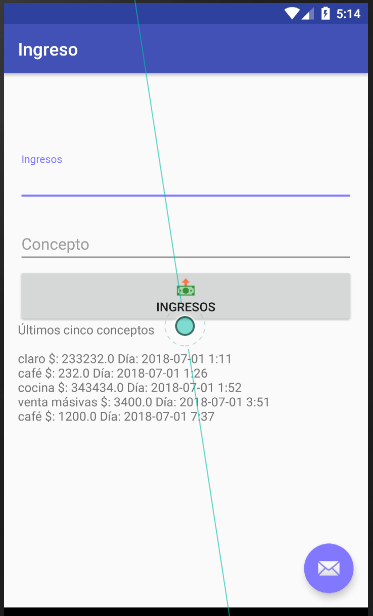 5:14
Ingreso
Ingresos
Concepto
INGRESOS
Últimos cinco conceptos
claro $: 233232.0 Día: 2018-07-01 1:11
café $: 232.0 Día: 2018-07-01 1:26
cocina $: 343434.0 Día: 2018-07-01 1:52
venta másivas $: 3400.0 Día: 2018-07-01 3:51
café $: 1200.0 Día: 2018-07-01 7:37